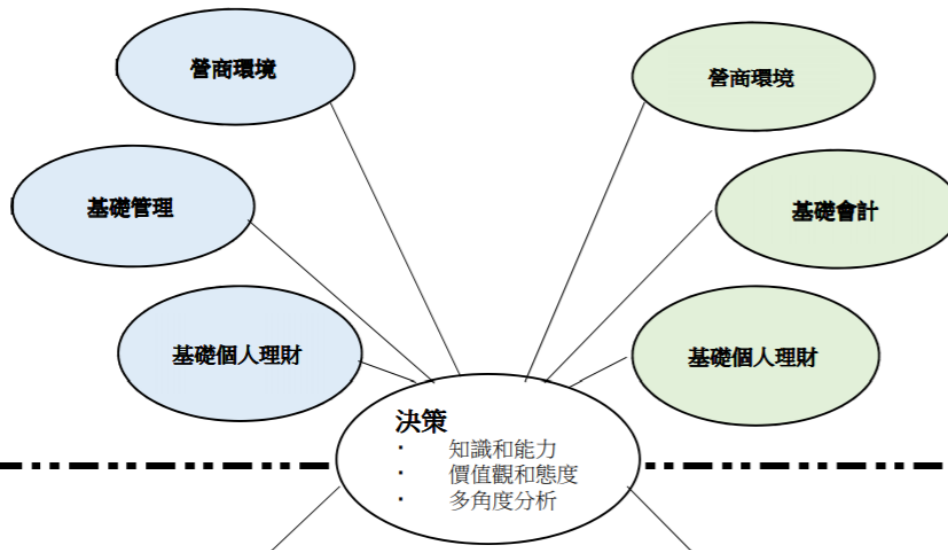 營商環境
營商環境
基礎管理
基礎會計
基礎個人理財
基礎個人理財
決策
· 知識和能力
· 價值觀和態度
· 多角度分析